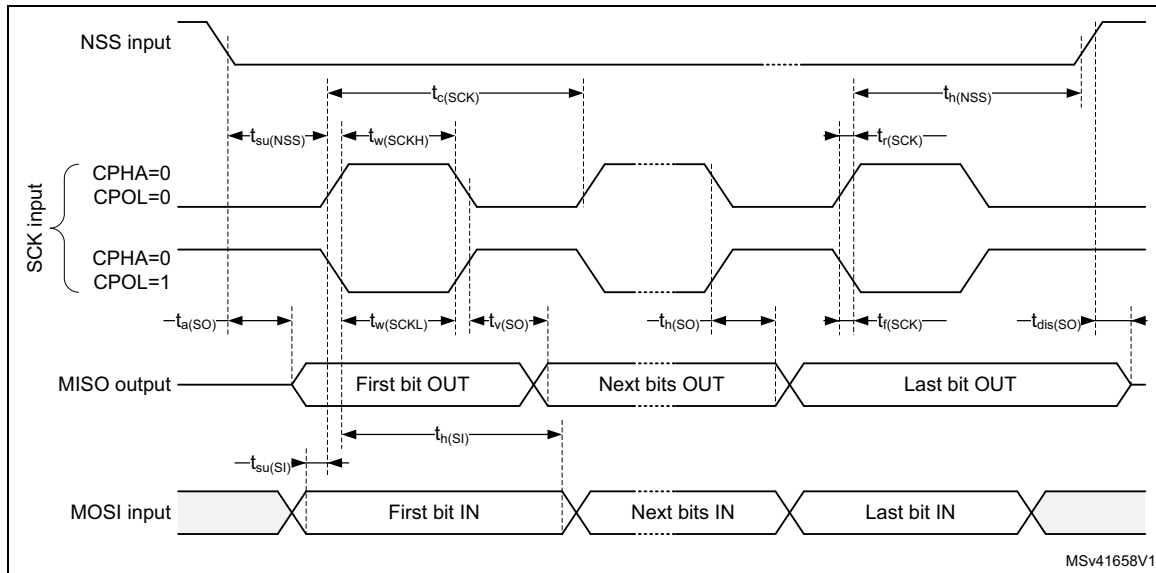 NSS input
tc(SCK)
th(NSS)
tsu(NSS)
tw(SCKH)
tr(SCK)
SCK input
CPHA=0
CPOL=0
CPHA=0
CPOL=1
ta(SO)
tw(SCKL)
tv(SO)
th(SO)
tf(SCK)
tdis(SO)
MISO output
First bit OUT
Next bits OUT
Last bit OUT
th(SI)
tsu(SI)
MOSI input
First bit IN
Next bits IN
Last bit IN
MSv41658V1